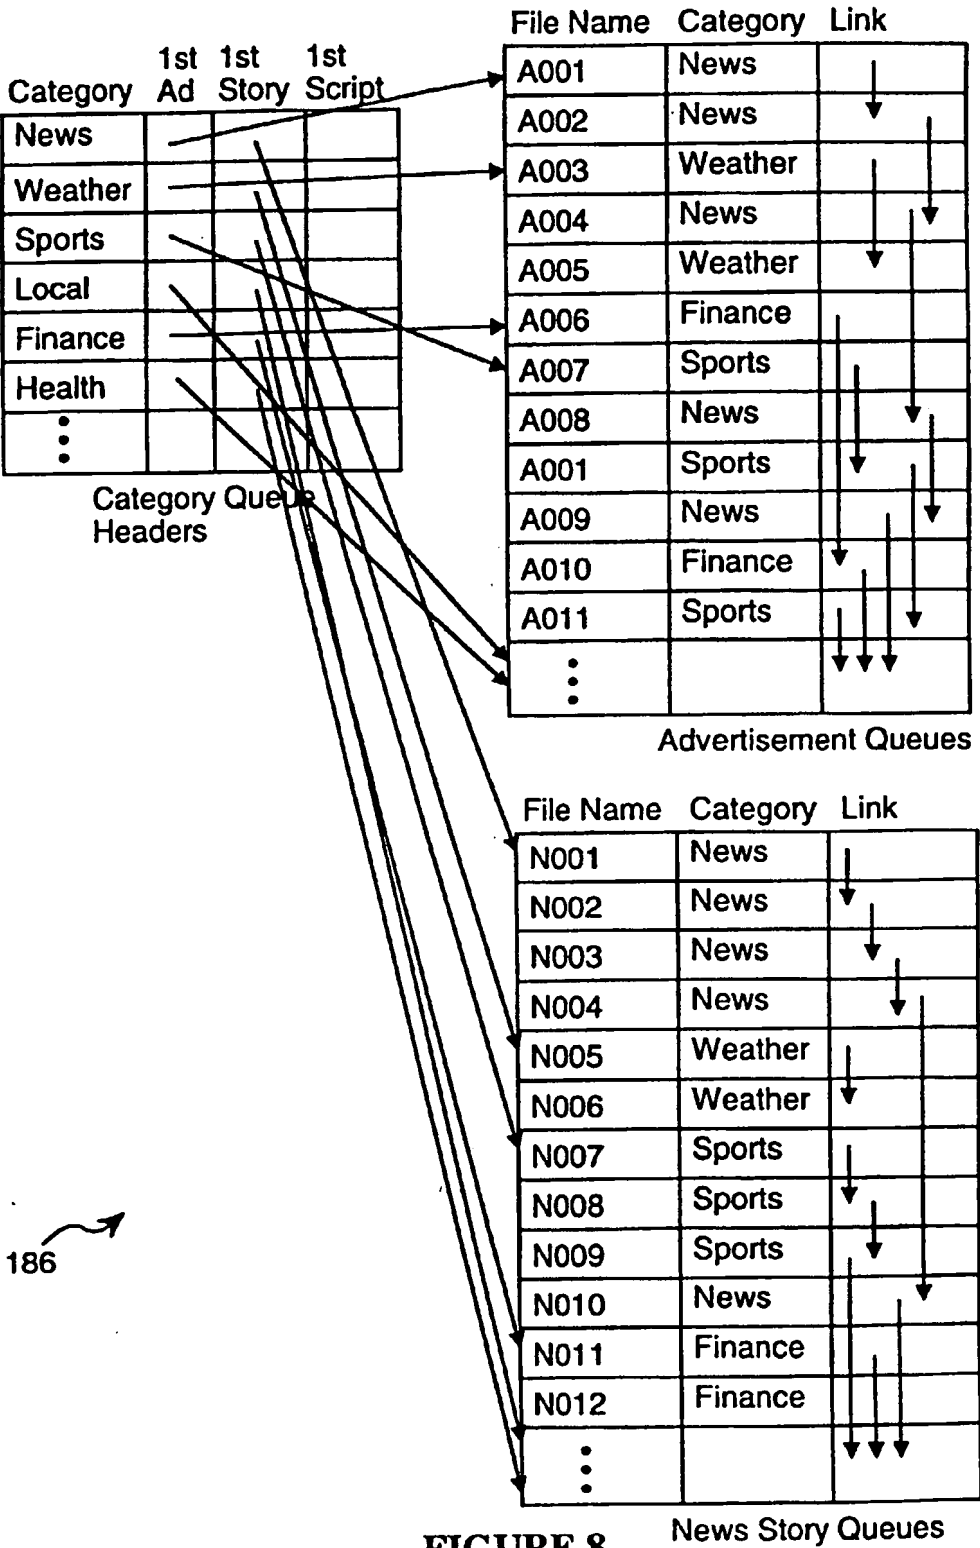 Category 1st Ad 1st Story 1st Script
News
Weather
Sports
Local
Finance
Health
Category Queue
Headers
File Name Category Link
A001 News
A002 News
A003 Weather
A004 News
A005 Weather
A006 Finance
A007 Sports
A008 News
A001 Sports
A009 News
A010 Finance
A011 Sports
Advertisement Queues
File Name Category Link
N001 News
N002 News
N003 News
N004 News
N005 Weather
N006 Weather
N007 Sports
N008 Sports
N009 Sports
N010 News
N011 Finance
N012 Finance
News Story Queues
186
FIGURE 8